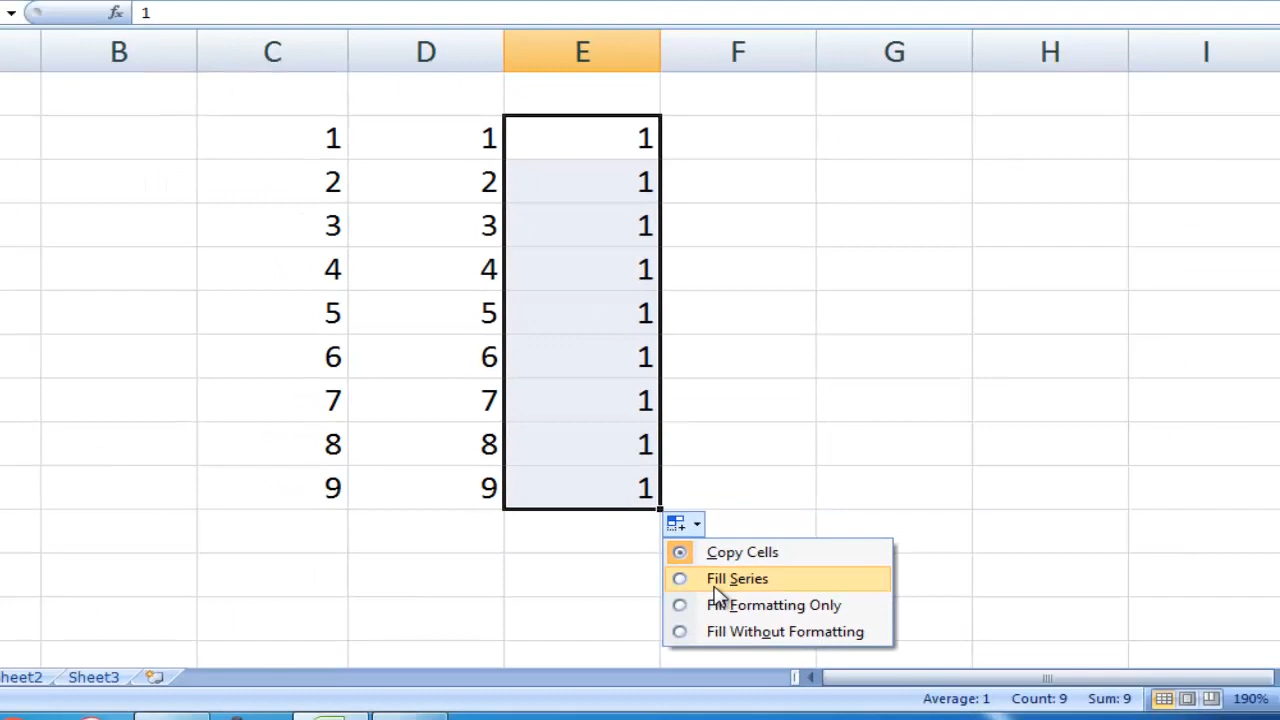 fx 1
B C D E F G H I
1 1 1
2 2 1
3 3 1
4 4 1
5 5 1
6 6 1
7 7 1
8 8 1
9 9 1
Copy Cells
Fill Series
Fill Formatting Only
Fill Without Formatting
heet2 Sheet3
Average: 1 Count: 9 Sum: 9 190%